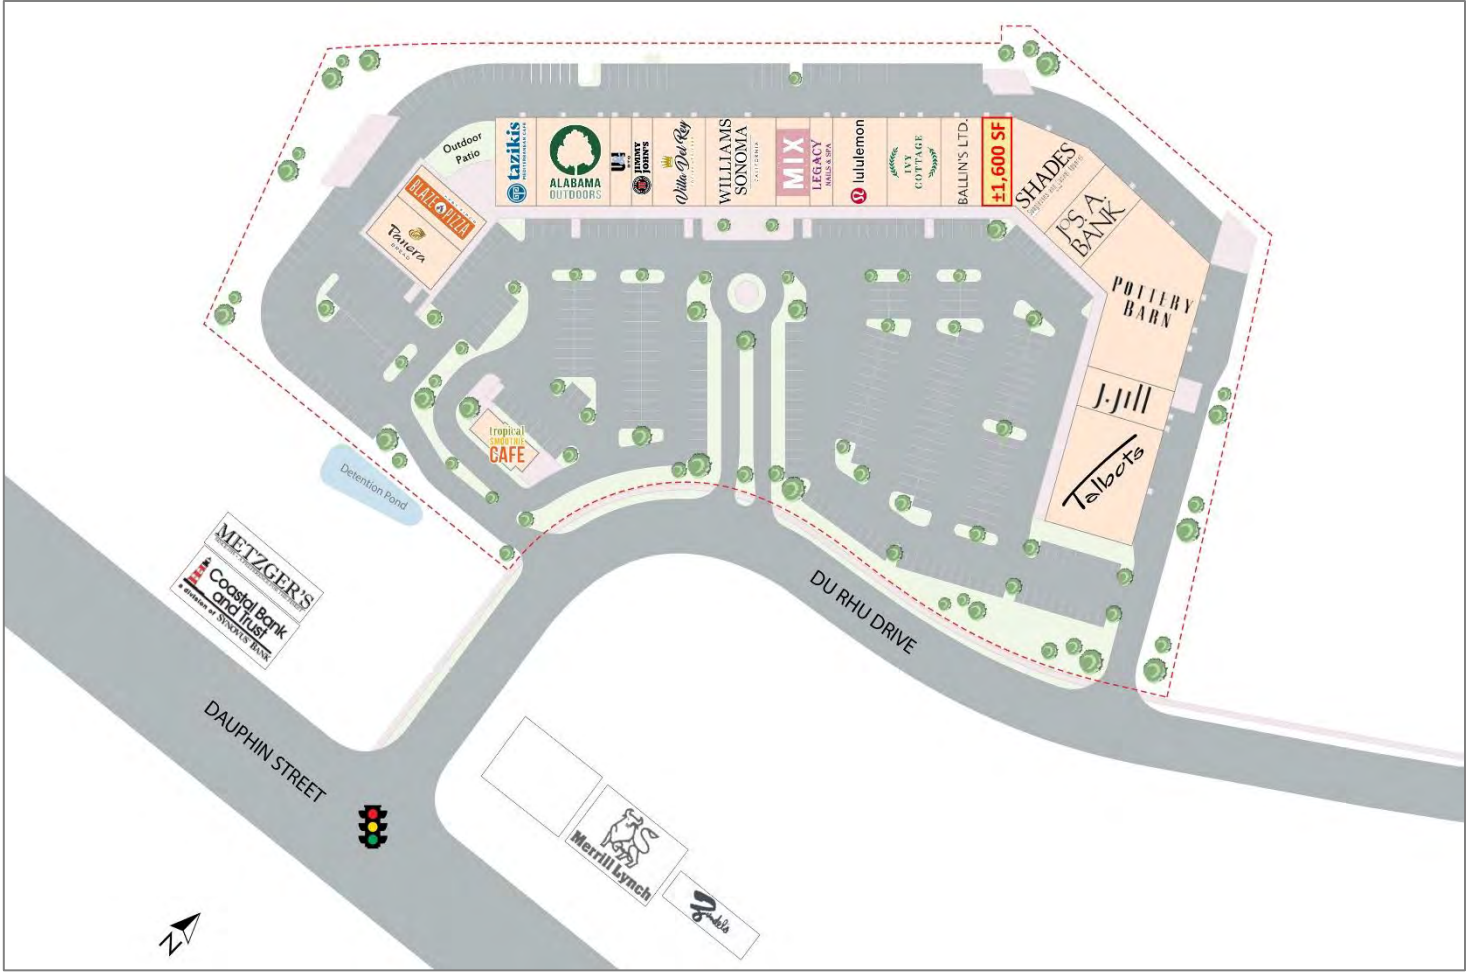 Outdoor
Patio
tazikis
MEDITERRANEAN CAFE
ALABAMA
OUTDOORS
JIMMY
JOHN'S
Villa Del Rey
WILLIAMS
SONOMA
CALIFORNIA
MIX
LEGACY
NAILS & SPA
lululemon
IVY
COTTAGE
BALLIN'S LTD.
±1,600 SF
SHADES
JOS. A.
BANK
POTTERY
BARN
J.Jill
Talbots
BLAZE PIZZA
Panera
BREAD
tropical
SMOOTHIE
CAFE
Detention Pond
METZGER'S
Coastal Bank
and Trust
a division of SYNOVUS BANK
DU RHU DRIVE
DAUPHIN STREET
Merrill Lynch
Zundel's
N